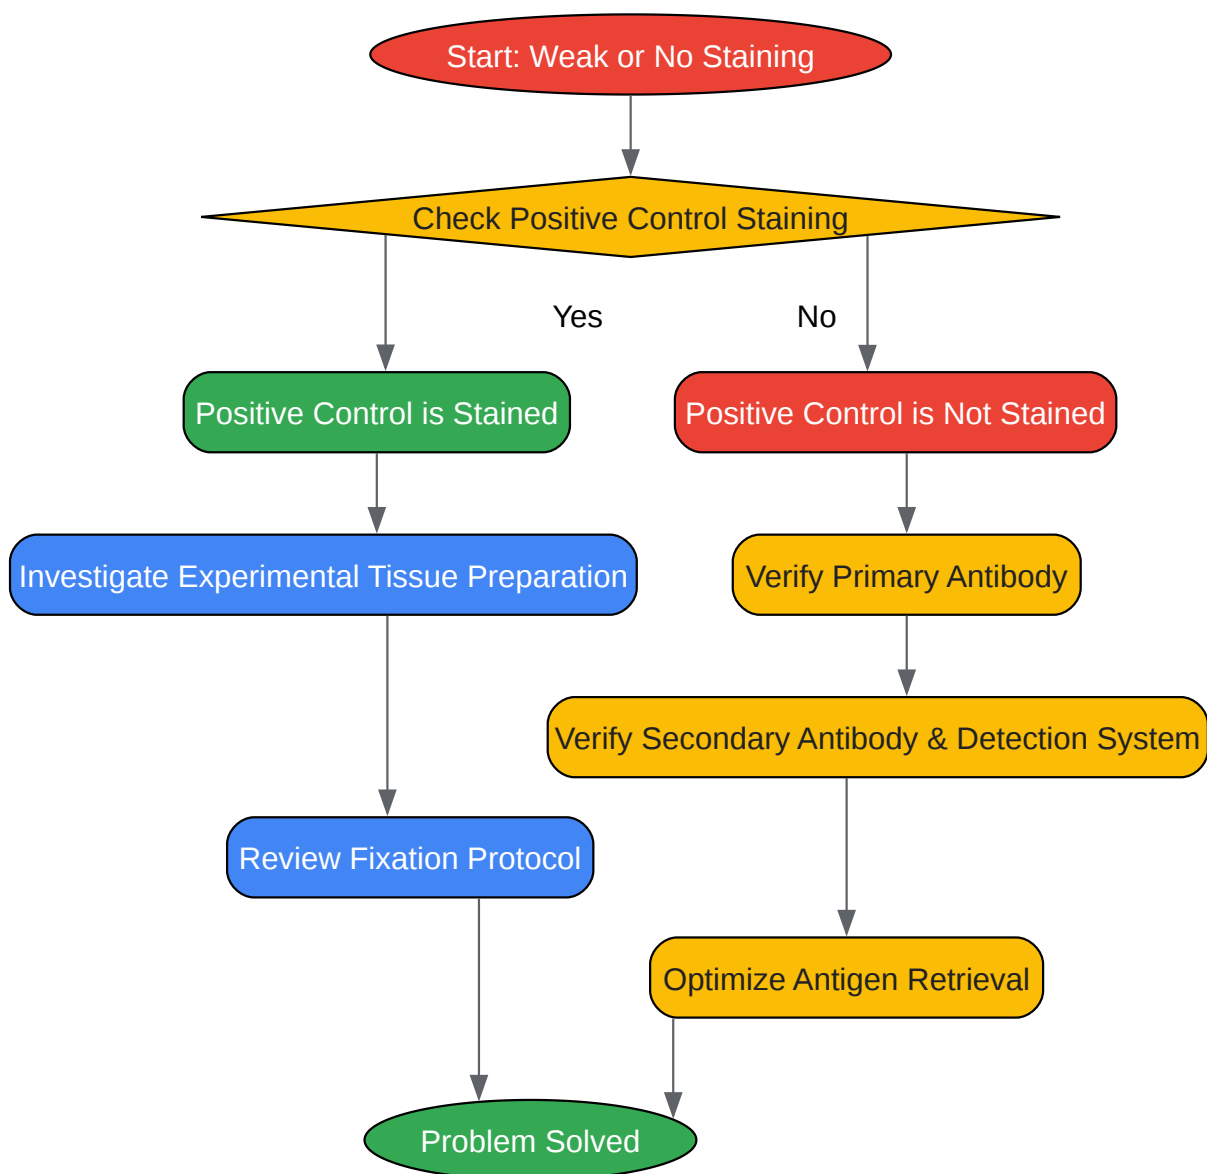 Start: Weak or No Staining
Check Positive Control Staining
Yes
No
Positive Control is Stained
Positive Control is Not Stained
Investigate Experimental Tissue Preparation
Verify Primary Antibody
Verify Secondary Antibody & Detection System
Review Fixation Protocol
Optimize Antigen Retrieval
Problem Solved